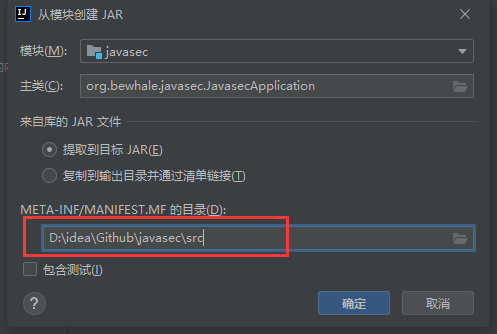 从模块创建 JAR
模块(M):
javasec
主类(C):
org.bewhale.javasec.JavasecApplication
来自库的 JAR 文件
提取到目标 JAR(E)
复制到输出目录并通过清单链接(T)
META-INF/MANIFEST.MF 的目录(D):
D:\idea\Github\javasec\src
包含测试(I)
?
确定
取消